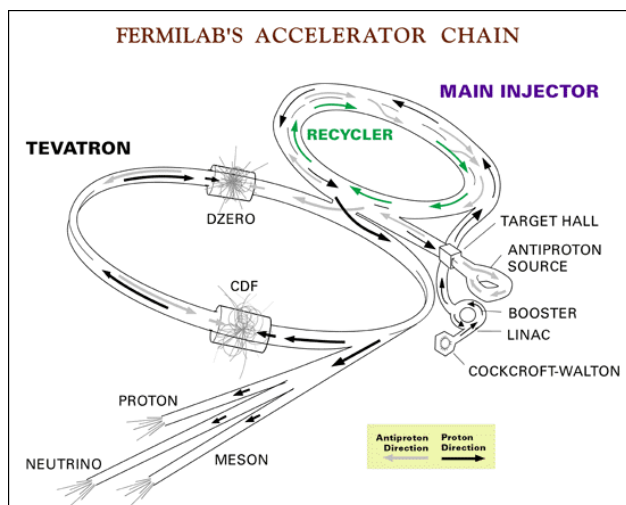 FERMILAB'S ACCELERATOR CHAIN
MAIN INJECTOR
RECYCLER
TEVATRON
DZERO
TARGET HALL
ANTIPROTON
SOURCE
CDF
BOOSTER
LINAC
COCKCROFT-WALTON
PROTON
NEUTRINO
MESON
Antiproton Proton
Direction Direction